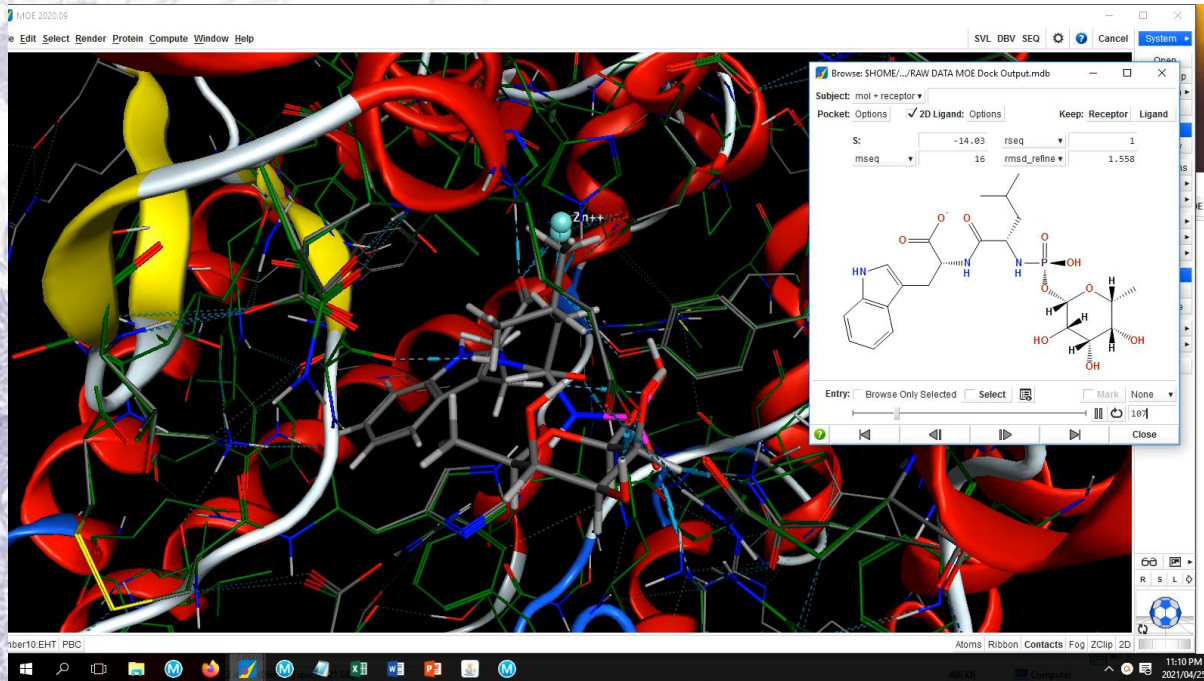 MOE 2020.09
Edit Select Render Protein Compute Window Help
SVL DBV SEQ Cancel
System
Open
Browse: $HOME/.../RAW DATA MOE Dock Output.mdb
Subject: mol + receptor
Pocket: Options 2D Ligand: Options Keep: Receptor Ligand
S: -14.03 rseq 1
mseq 16 rmsd_refine 1.558
O O- O
HN
N H
N H
O
P OH
O
O H
H H
HO H H OH
OH
Entry: Browse Only Selected Select Mark None
107
Close
Zn++
R S L
mber10:EHT PBC
Atoms Ribbon Contacts Fog ZClip 2D
11:10 PM
2021/04/25